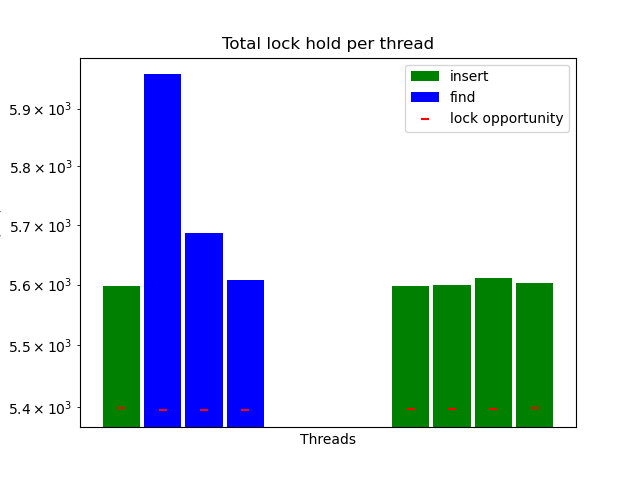 Total lock hold per thread
insert
find
lock opportunity
5.9 × 10³
5.8 × 10³
5.7 × 10³
5.6 × 10³
5.5 × 10³
5.4 × 10³
Threads